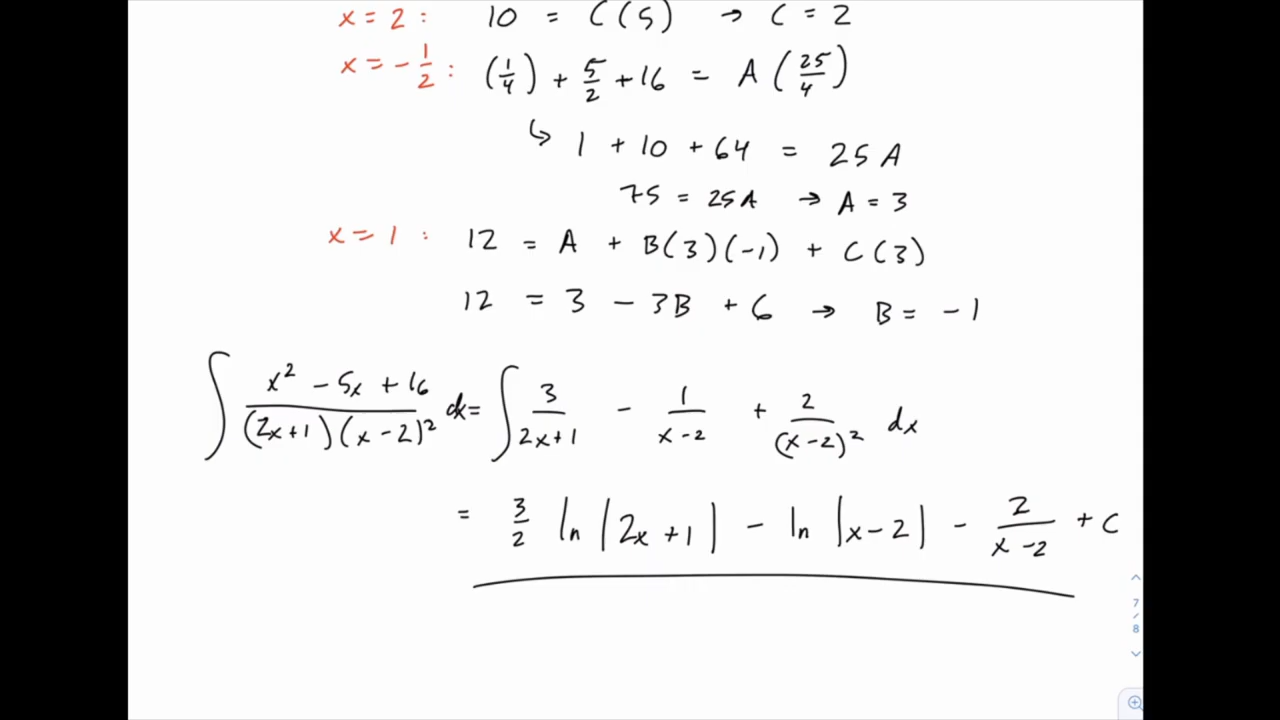 x = 2 : 10 = C(5) → C = 2
x = -1/2 : (1/4) + 5/2 + 16 = A(25/4)
↳ 1 + 10 + 64 = 25A
75 = 25A → A = 3
x = 1 : 12 = A + B(3)(-1) + C(3)
12 = 3 - 3B + 6 → B = -1
∫ x² - 5x + 16 / (2x+1)(x-2)² dx = ∫ 3/(2x+1) - 1/(x-2) + 2/(x-2)² dx
= 3/2 ln|2x+1| - ln|x-2| - 2/(x-2) + C
7
/
8